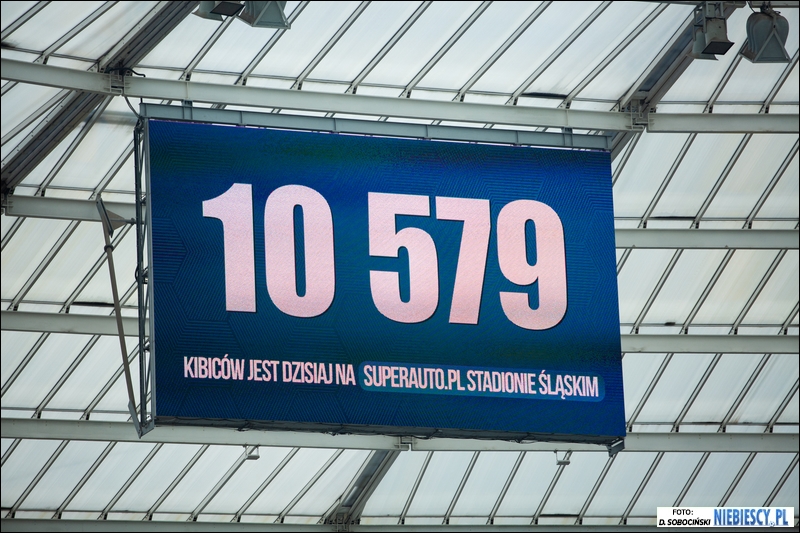 10 579
KIBICÓW JEST DZISIAJ NA SUPERAUTO.PL STADIONIE ŚLĄSKIM
FOTO:
D. SOBOCIŃSKI NIEBIESCY.PL